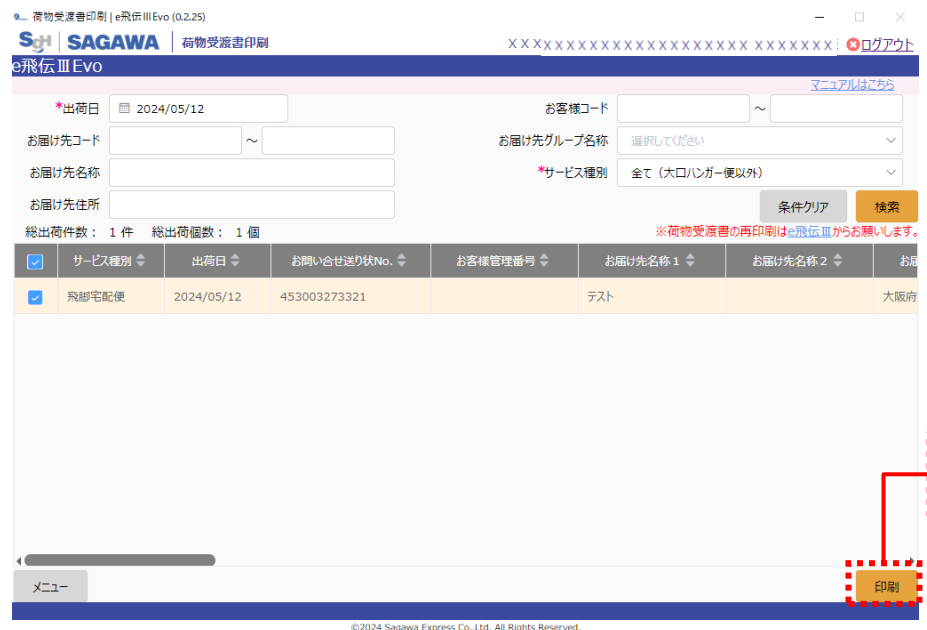 荷物受渡書印刷 | e飛伝ⅢEvo (0.2.25)
SgH SAGAWA 荷物受渡書印刷 XXXXXXXXXXXXXXXXXXXXX XXXXXXX ログアウト
e飛伝ⅢEvo
マニュアルはこちら
*出荷日 2024/05/12 お客様コード ～
お届け先コード ～ お届け先グループ名称 選択してください
お届け先名称 *サービス種別 全て（大口ハンガー便以外）
お届け先住所 条件クリア 検索
総出荷件数： 1 件 総出荷個数： 1 個 ※荷物受渡書の再印刷はe飛伝Ⅲからお願いします。
サービス種別 出荷日 お問い合せ送り状No. お客様管理番号 お届け先名称１ お届け先名称２ お届
飛脚宅配便 2024/05/12 453003273321 テスト 大阪府
メニュー 印刷
©2024 Sagawa Express Co.,Ltd. All Rights Reserved.